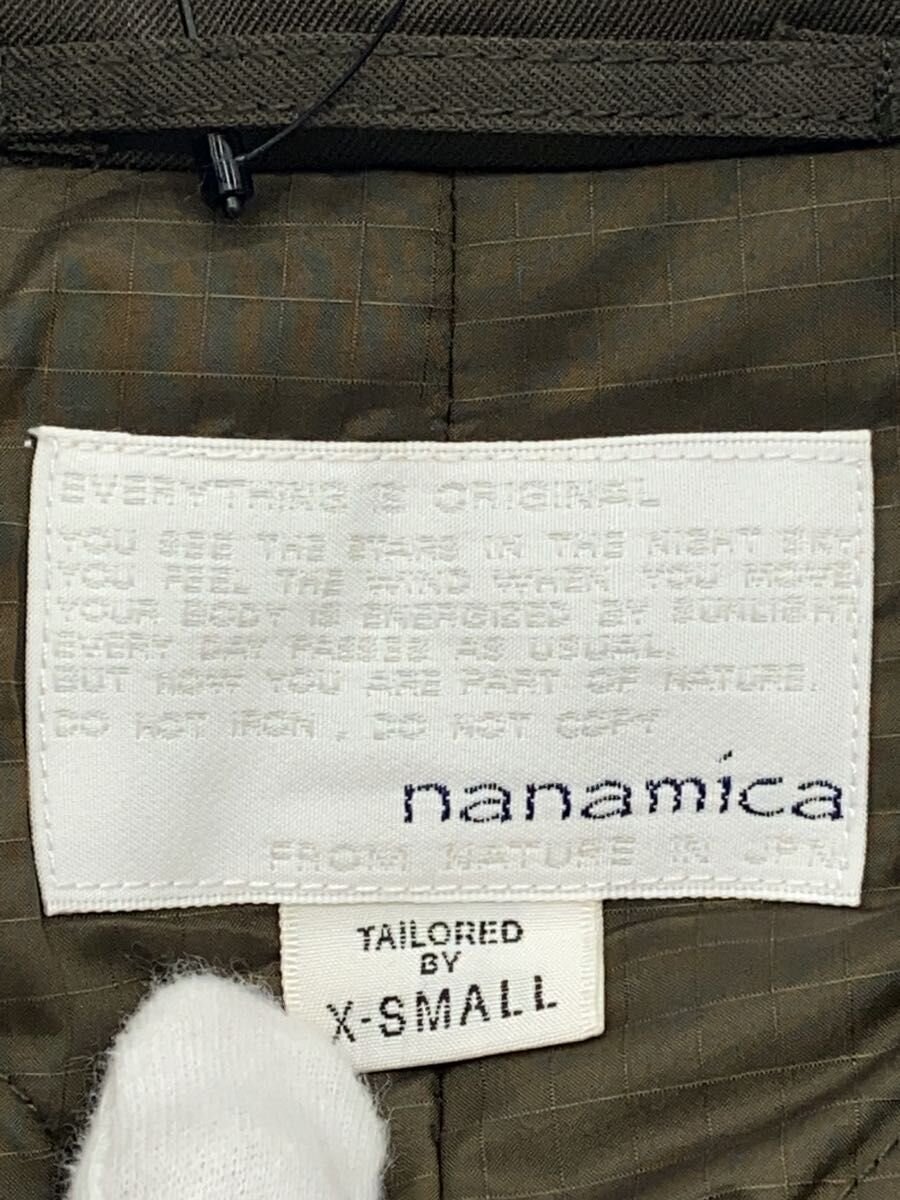 EVERYTHING IS ORIGINAL
YOU SEE THE STARS IN THE NIGHT SKY
YOU FEEL THE WIND WHEN YOU MOVE
YOUR BODY IS ENERGIZED BY SUNLIGHT
EVERY DAY PASSES AS USUAL.
BUT NOW YOU ARE PART OF NATURE.
DO NOT IRON. DO NOT COPY
nanamica
FROM NATURE IN JPN.
TAILORED
BY
X-SMALL